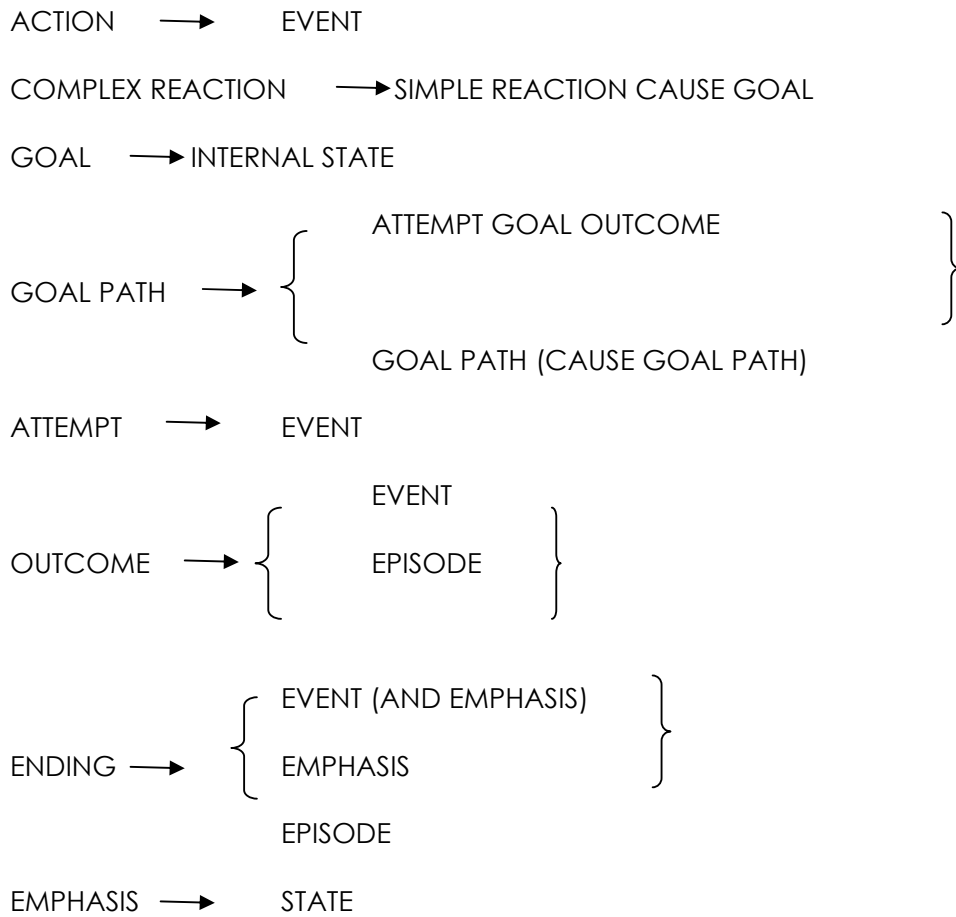 ACTION → EVENT
COMPLEX REACTION → SIMPLE REACTION CAUSE GOAL
GOAL → INTERNAL STATE
ATTEMPT GOAL OUTCOME
GOAL PATH →
GOAL PATH (CAUSE GOAL PATH)
ATTEMPT → EVENT
EVENT
OUTCOME → EPISODE
EVENT (AND EMPHASIS)
ENDING → EMPHASIS
EPISODE
EMPHASIS → STATE